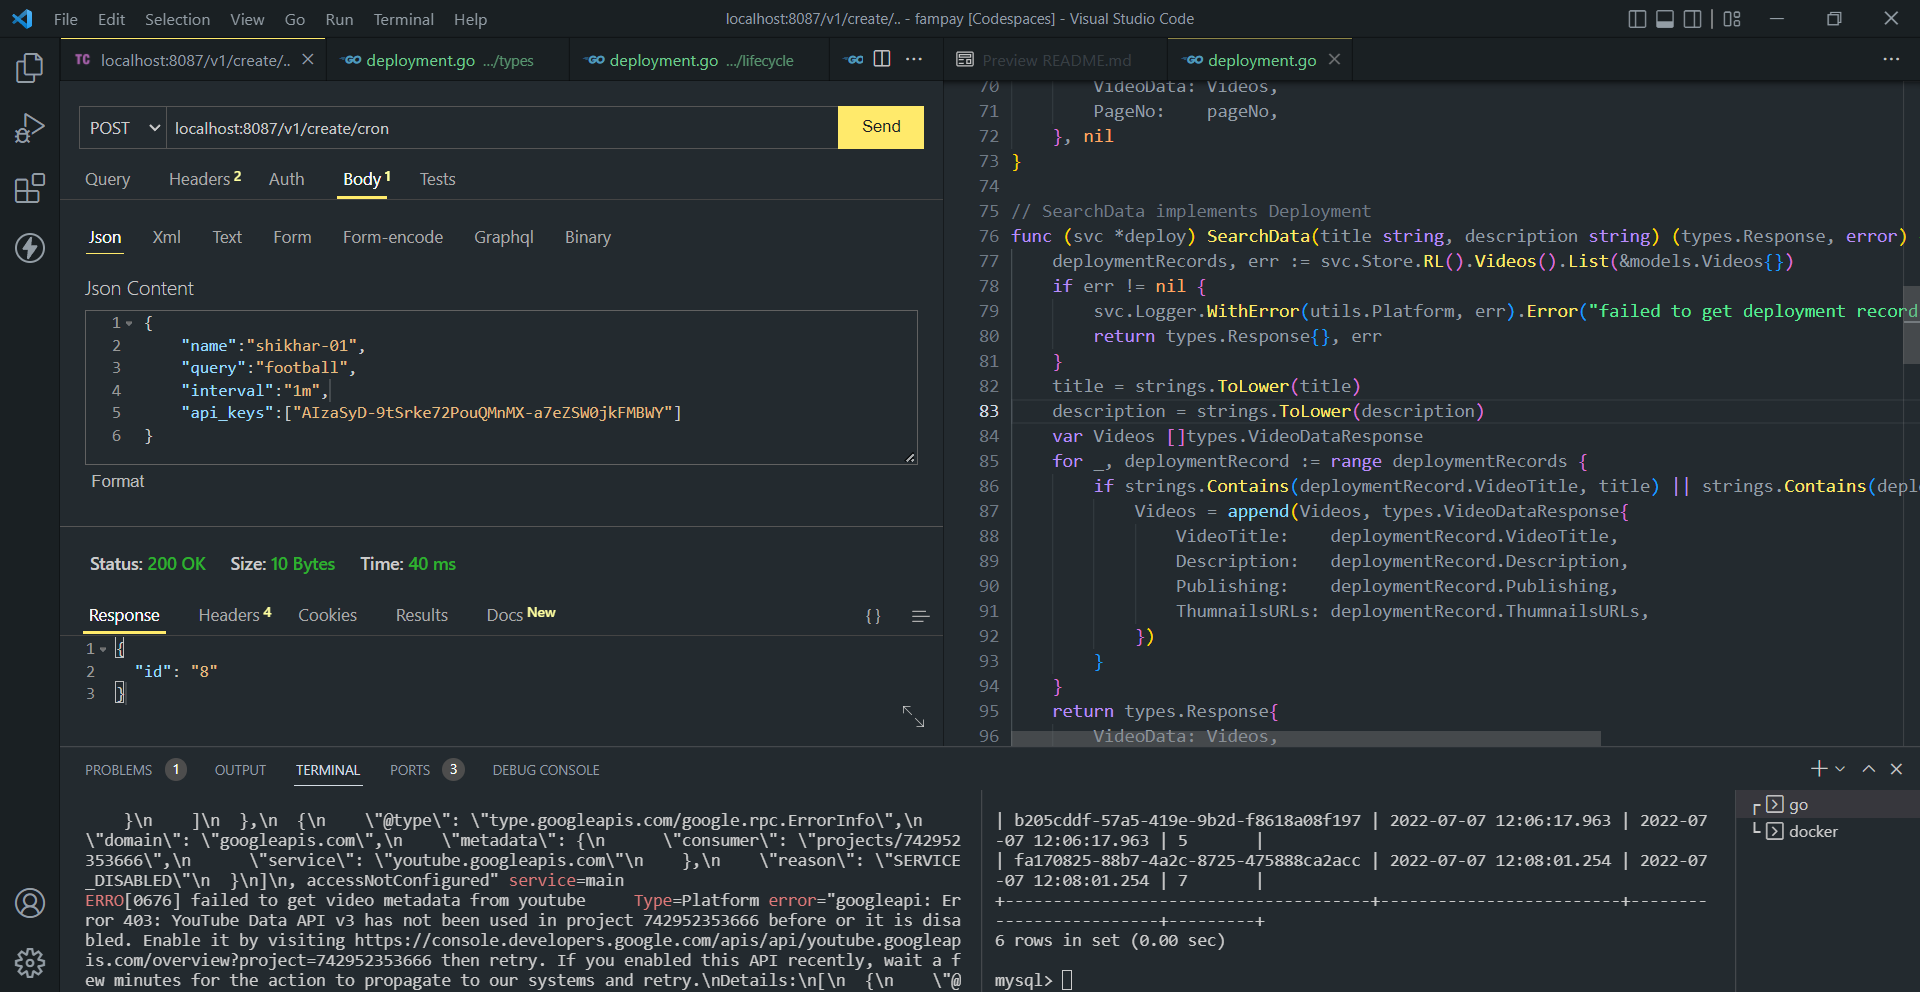 File Edit Selection View Go Run Terminal Help
localhost:8087/v1/create/.. - fampay [Codespaces] - Visual Studio Code
TC localhost:8087/v1/create/..
GO deployment.go .../types
GO deployment.go .../lifecycle
GO
Preview README.md
GO deployment.go
POST localhost:8087/v1/create/cron Send
Query Headers 2 Auth Body 1 Tests
Json Xml Text Form Form-encode Graphql Binary
Json Content
1 {
2 "name":"shikhar-01",
3 "query":"football",
4 "interval":"1m",
5 "api_keys":["AIzaSyD-9tSrke72PouQMnMX-a7eZSW0jkFMBWY"]
6 }
Format
Status: 200 OK Size: 10 Bytes Time: 40 ms
Response Headers 4 Cookies Results Docs New
{ }
1 {
2 "id": "8"
3 }
70 VideoData: Videos,
71 PageNo: pageNo,
72 }, nil
73 }
74
75 // SearchData implements Deployment
76 func (svc *deploy) SearchData(title string, description string) (types.Response, error)
77 deploymentRecords, err := svc.Store.RL().Videos().List(&models.Videos{})
78 if err != nil {
79 svc.Logger.WithError(utils.Platform, err).Error("failed to get deployment record
80 return types.Response{}, err
81 }
82 title = strings.ToLower(title)
83 description = strings.ToLower(description)
84 var Videos []types.VideoDataResponse
85 for _, deploymentRecord := range deploymentRecords {
86 if strings.Contains(deploymentRecord.VideoTitle, title) || strings.Contains(depl
87 Videos = append(Videos, types.VideoDataResponse{
88 VideoTitle: deploymentRecord.VideoTitle,
89 Description: deploymentRecord.Description,
90 Publishing: deploymentRecord.Publishing,
91 ThumnailsURLs: deploymentRecord.ThumnailsURLs,
92 })
93 }
94 }
95 return types.Response{
96 VideoData: Videos,
PROBLEMS 1 OUTPUT TERMINAL PORTS 3 DEBUG CONSOLE
}\n ]\n },\n {\n \"@type\": \"type.googleapis.com/google.rpc.ErrorInfo\",\n
\"domain\": \"googleapis.com\",\n \"metadata\": {\n \"consumer\": \"projects/742952
353666\",\n \"service\": \"youtube.googleapis.com\"\n },\n \"reason\": \"SERVICE
_DISABLED\"\n }\n]\n, accessNotConfigured" service=main
ERRO[0676] failed to get video metadata from youtube Type=Platform error="googleapi: Er
ror 403: YouTube Data API v3 has not been used in project 742952353666 before or it is disa
bled. Enable it by visiting https://console.developers.google.com/apis/api/youtube.googleap
is.com/overview?project=742952353666 then retry. If you enabled this API recently, wait a f
ew minutes for the action to propagate to our systems and retry.\nDetails:\n[\n {\n \"@
| b205cddf-57a5-419e-9b2d-f8618a08f197 | 2022-07-07 12:06:17.963 | 2022-07
-07 12:06:17.963 | 5 |
| fa170825-88b7-4a2c-8725-475888ca2acc | 2022-07-07 12:08:01.254 | 2022-07
-07 12:08:01.254 | 7 |
+--------------------------------------+-------------------------+--------
-----------------+---------+
6 rows in set (0.00 sec)
mysql>
go
docker